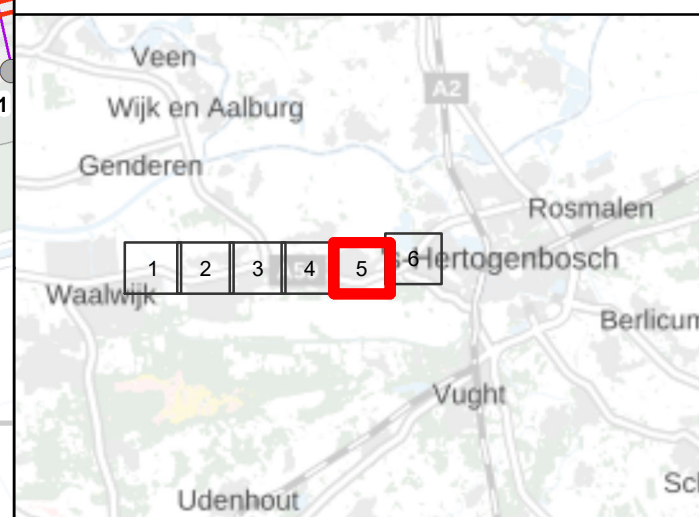 Veen
A2
1
Wijk en Aalburg
Genderen
Rosmalen
1 2 3 4 5 6
's-Hertogenbosch
Waalwijk
Berlicum
Vught
Sch
Udenhout